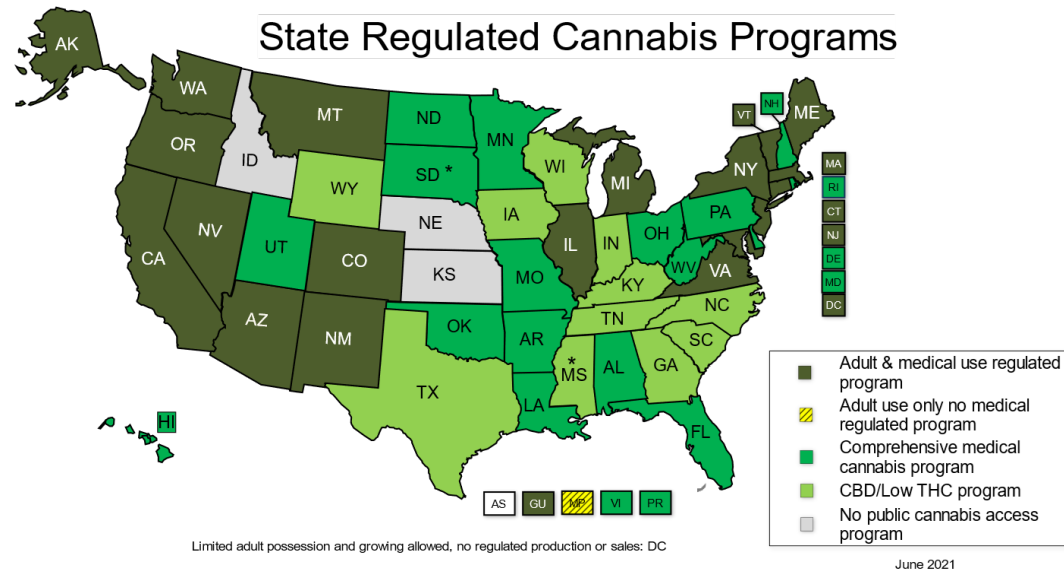 State Regulated Cannabis Programs
AK
WA
MT
ND
MN
VT
NH
ME
OR
ID
SD *
WI
MI
NY
MA
WY
RI
NE
IA
PA
CT
NV
UT
IL
IN
OH
NJ
CA
CO
KS
MO
WV
VA
DE
KY
MD
AZ
NM
OK
AR
TN
NC
DC
SC
TX
*
MS
AL
GA
LA
HI
FL
AS
GU
MP
VI
PR
Adult & medical use regulated
program
Adult use only no medical
regulated program
Comprehensive medical
cannabis program
CBD/Low THC program
No public cannabis access
program
Limited adult possession and growing allowed, no regulated production or sales: DC
June 2021